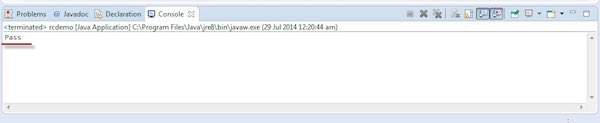 Problems @ Javadoc Declaration Console
<terminated> rcdemo [Java Application] C:\Program Files\Java\jre8\bin\javaw.exe (29 Jul 2014 12:20:44 am)
Pass